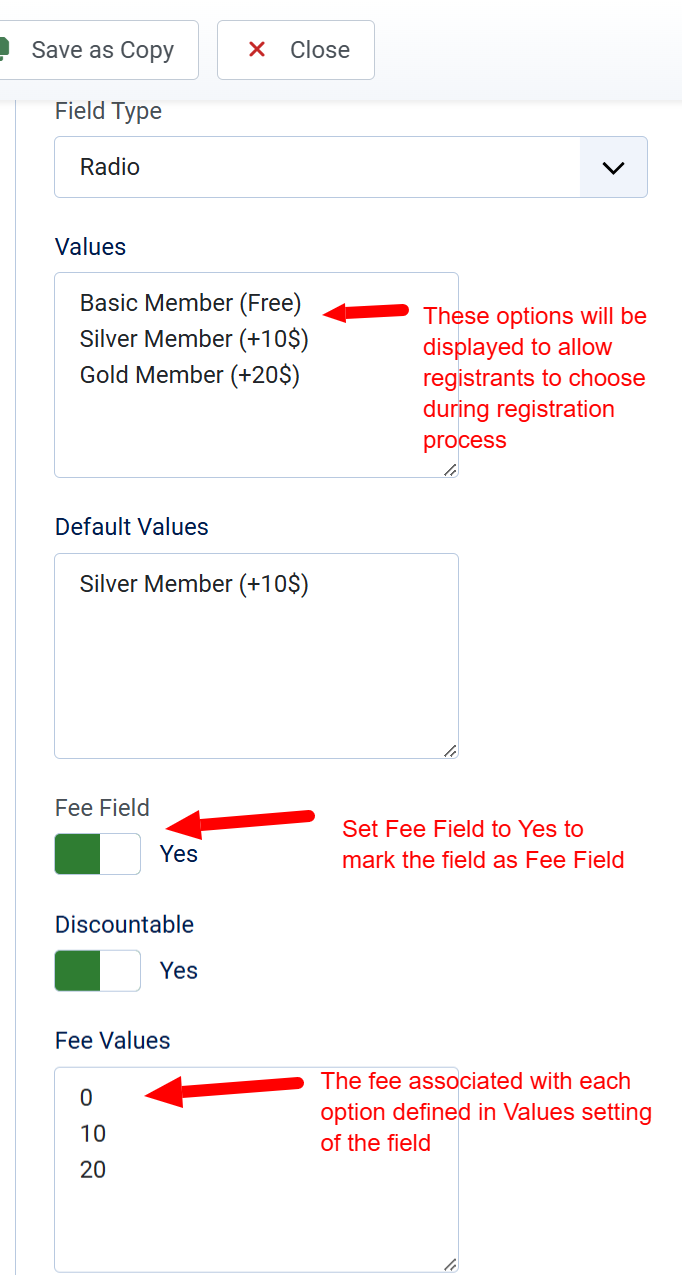 Save as Copy
Close
Field Type
Radio
Values
Basic Member (Free)
Silver Member (+10$)
Gold Member (+20$)
These options will be
displayed to allow
registrants to choose
during registration
process
Default Values
Silver Member (+10$)
Fee Field
Yes
Set Fee Field to Yes to
mark the field as Fee Field
Discountable
Yes
Fee Values
0
10
20
The fee associated with each
option defined in Values setting
of the field